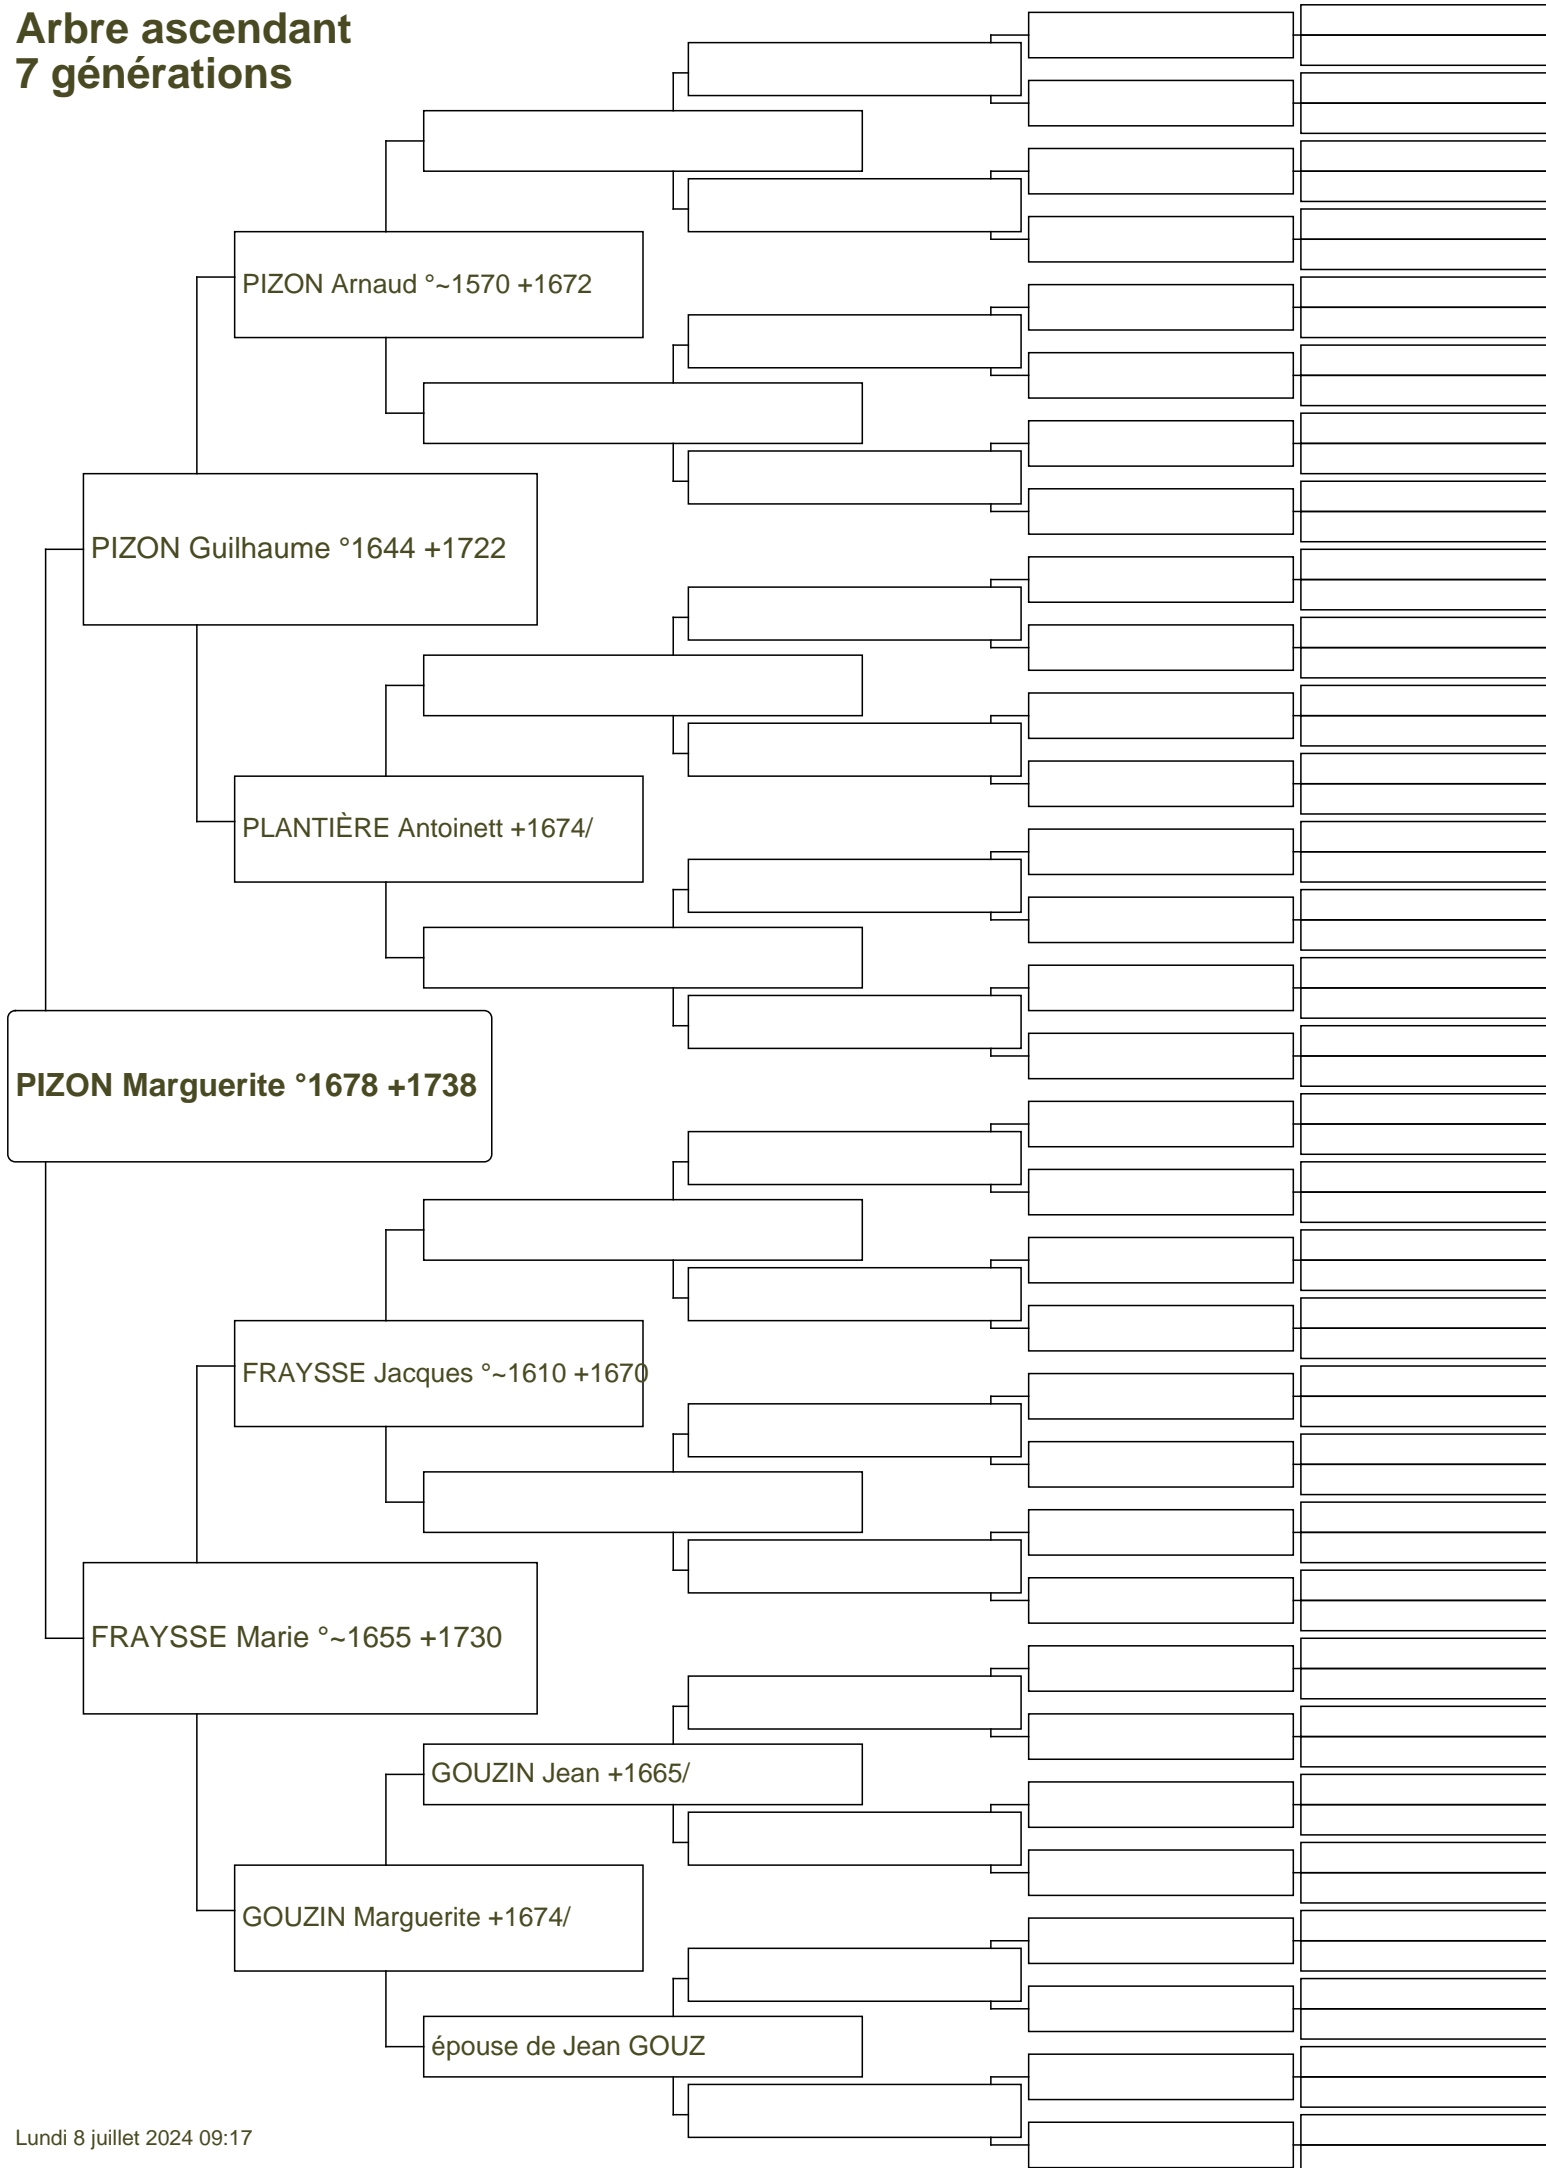 Arbre ascendant
7 générations
PIZON Arnaud °~1570 +1672
PIZON Guilhaume °1644 +1722
PLANTIÈRE Antoinett +1674/
PIZON Marguerite °1678 +1738
FRAYSSE Jacques °~1610 +1670
FRAYSSE Marie °~1655 +1730
GOUZIN Jean +1665/
GOUZIN Marguerite +1674/
épouse de Jean GOUZ
Lundi 8 juillet 2024 09:17